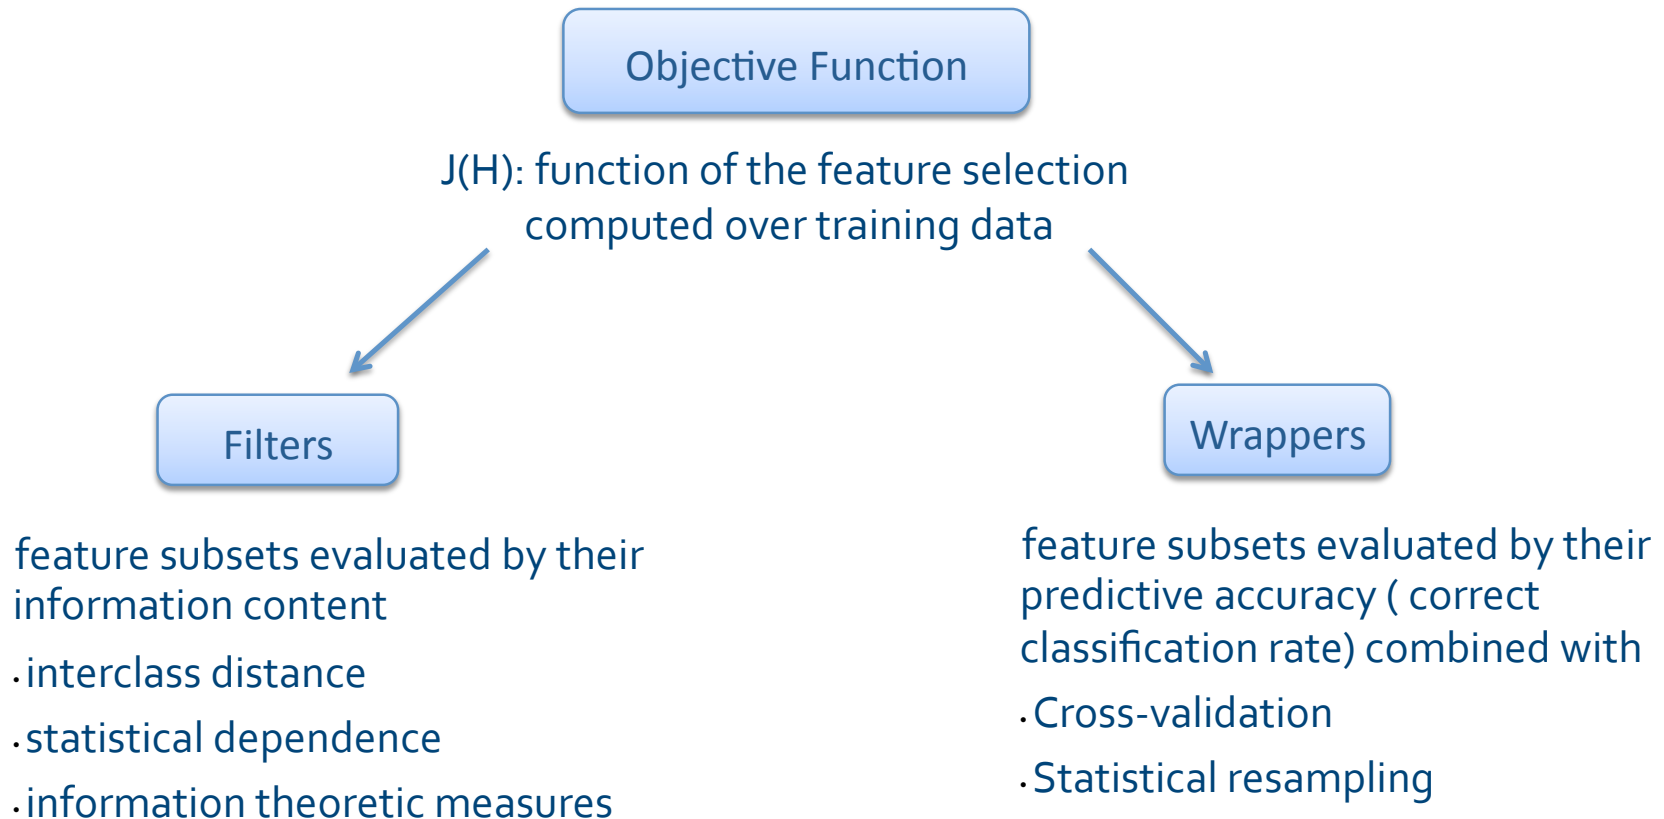 Objective Function
J(H): function of the feature selection
computed over training data
Filters
feature subsets evaluated by their
information content
· interclass distance
· statistical dependence
· information theoretic measures
Wrappers
feature subsets evaluated by their
predictive accuracy ( correct
classification rate) combined with
· Cross-validation
· Statistical resampling